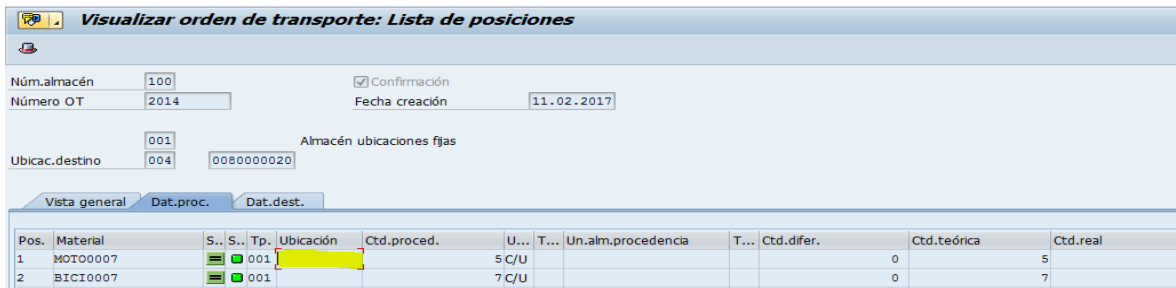 Visualizar orden de transporte: Lista de posiciones
Núm.almacén 100 Confirmación
Número OT 2014 Fecha creación 11.02.2017
001 Almacén ubicaciones fijas
Ubicac.destino 004 0080000020
Vista general Dat.proc. Dat.dest.
Pos. Material S.. S.. Tp. Ubicación Ctd.proced. U... T... Un.alm.procedencia T... Ctd.difer. Ctd.teórica Ctd.real
1 MOTO0007 001 5 C/U 0 5
2 BICI0007 001 7 C/U 0 7